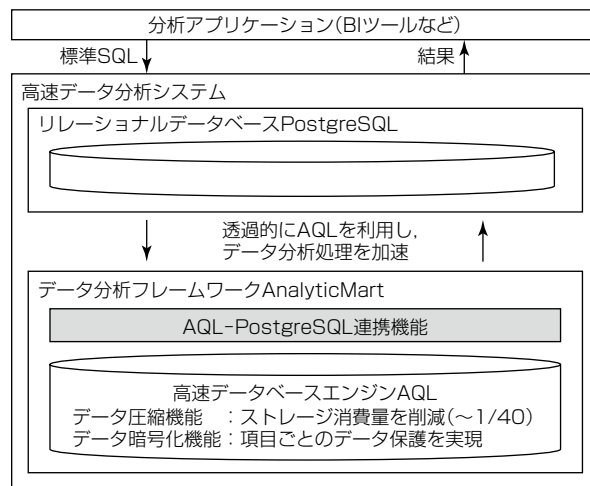 分析アプリケーション(BIツールなど)
標準SQL
結果
高速データ分析システム
リレーショナルデータベースPostgreSQL
透過的にAQLを利用し,
データ分析処理を加速
データ分析フレームワークAnalyticMart
AQL-PostgreSQL連携機能
高速データベースエンジンAQL
データ圧縮機能　：ストレージ消費量を削減(～1/40)
データ暗号化機能：項目ごとのデータ保護を実現